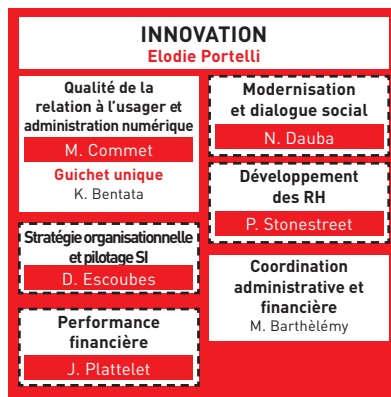 INNOVATION
Elodie Portelli
Qualité de la
relation à l'usager et
administration numérique
M. Commet
Guichet unique
K. Bentata
Stratégie organisationnelle
et pilotage SI
D. Escoubes
Performance
financière
J. Plattelet
Modernisation
et dialogue social
N. Dauba
Développement
des RH
P. Stonestreet
Coordination
administrative et
financière
M. Barthèlémy